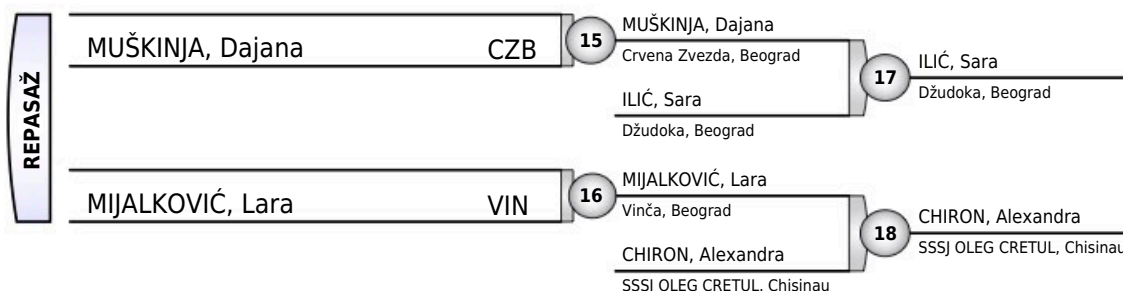 REPASAŽ
MUŠKINJA, Dajana CZB
15
MUŠKINJA, Dajana
Crvena Zvezda, Beograd
ILIĆ, Sara
Džudoka, Beograd
17
ILIĆ, Sara
Džudoka, Beograd
MIJALKOVIĆ, Lara VIN
16
MIJALKOVIĆ, Lara
Vinča, Beograd
CHIRON, Alexandra
SSSJ OLEG CRETUL, Chisinau
18
CHIRON, Alexandra
SSSJ OLEG CRETUL, Chisinau